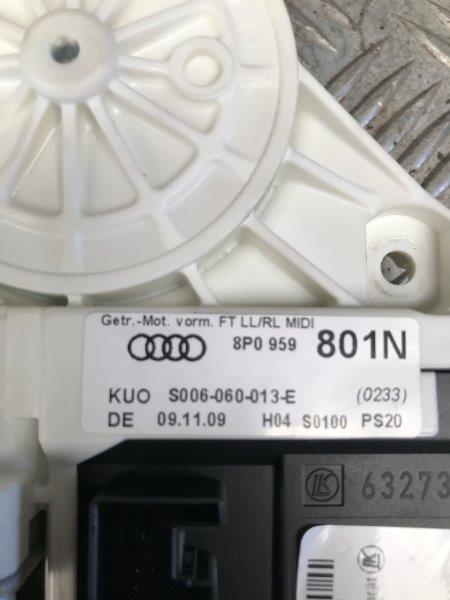 Getr.-Mot. vorm. FT LL/RL MIDI
8P0 959 801N
KUO S006-060-013-E (0233)
DE 09.11.09 H04 S0100 PS20
LK 63273